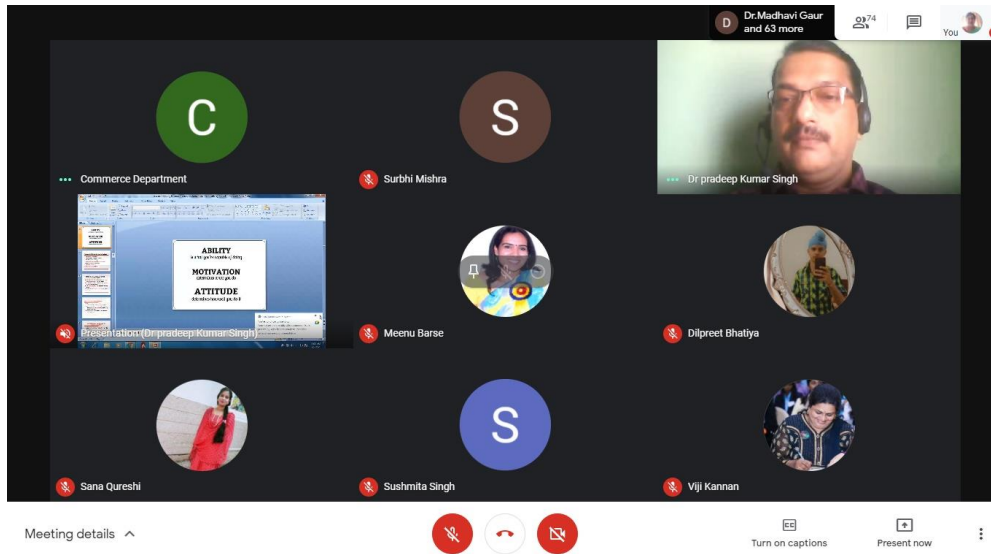 D
Dr.Madhavi Gaur
and 63 more
74
You
C
Commerce Department
S
Surbhi Mishra
Dr pradeep Kumar Singh
ABILITY
MOTIVATION
ATTITUDE
Presentation (Dr pradeep Kumar Singh)
Meenu Barse
Dilpreet Bhatiya
Sana Qureshi
S
Sushmita Singh
Viji Kannan
Meeting details
CC
Turn on captions
Present now